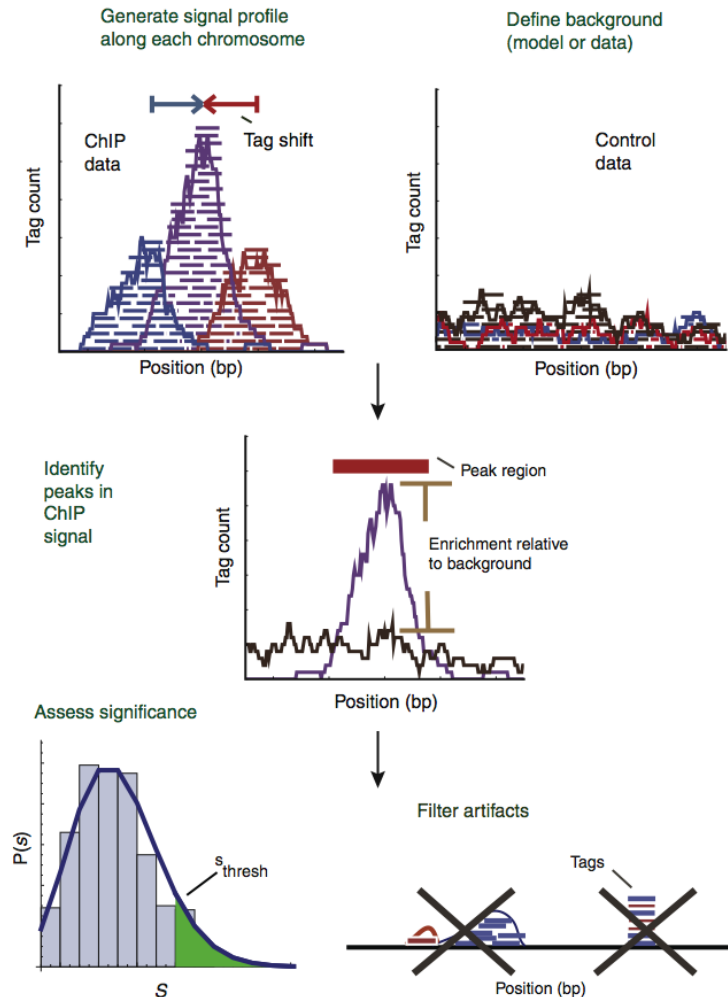 Generate signal profile
along each chromosome
Define background
(model or data)
ChIP
data
Tag shift
Control
data
Tag count
Tag count
Position (bp)
Position (bp)
Identify
peaks in
ChIP
signal
Peak region
Enrichment relative
to background
Tag count
Position (bp)
Assess significance
Filter artifacts
P(s)
s
thresh
Tags
S
Position (bp)